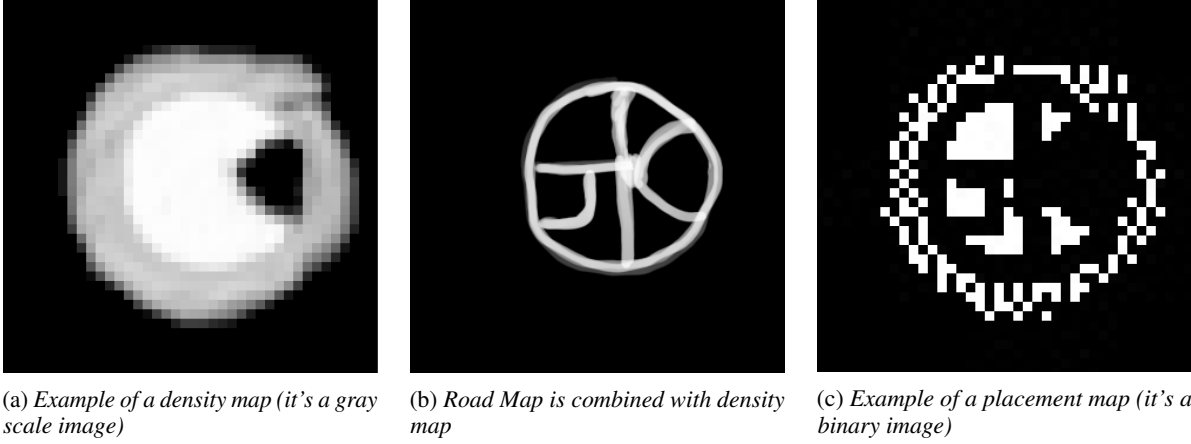 (a) Example of a density map (it's a gray
scale image)
(b) Road Map is combined with density
map
(c) Example of a placement map (it's a
binary image)